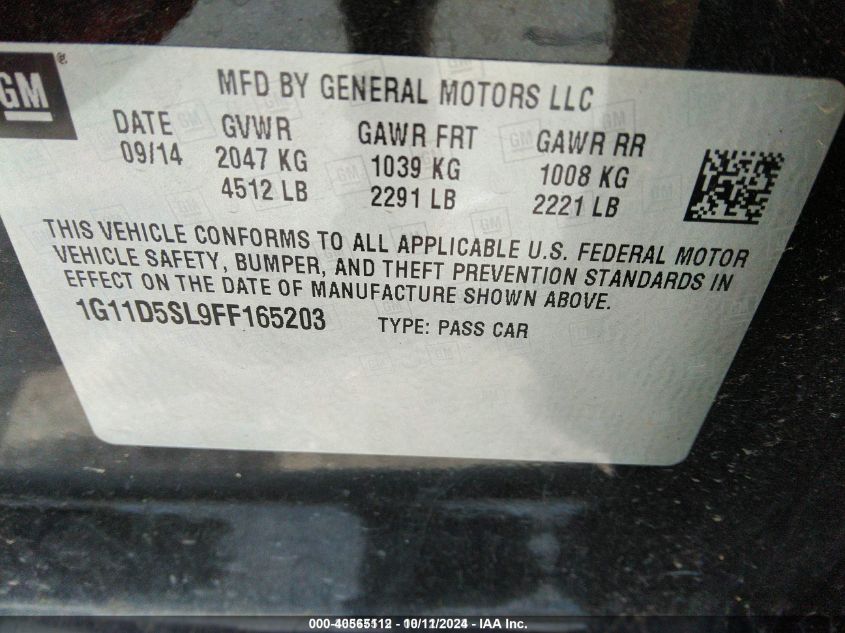 GM
MFD BY GENERAL MOTORS LLC
DATE GVWR GAWR FRT GAWR RR
09/14 2047 KG 1039 KG 1008 KG
4512 LB 2291 LB 2221 LB
THIS VEHICLE CONFORMS TO ALL APPLICABLE U.S. FEDERAL MOTOR
VEHICLE SAFETY, BUMPER, AND THEFT PREVENTION STANDARDS IN
EFFECT ON THE DATE OF MANUFACTURE SHOWN ABOVE.
1G11D5SL9FF165203 TYPE: PASS CAR
000-40565112 - 10/11/2024 - IAA Inc.